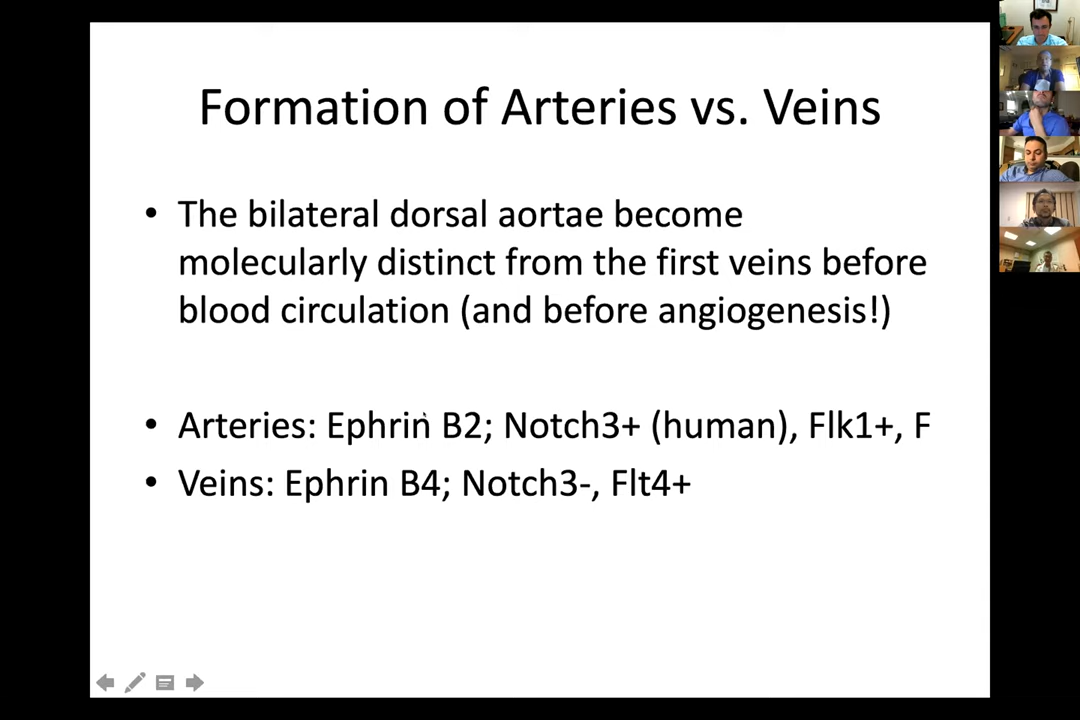 Formation of Arteries vs. Veins
• The bilateral dorsal aortae become
molecularly distinct from the first veins before
blood circulation (and before angiogenesis!)
• Arteries: Ephrin B2; Notch3+ (human), Flk1+, F
• Veins: Ephrin B4; Notch3-, Flt4+